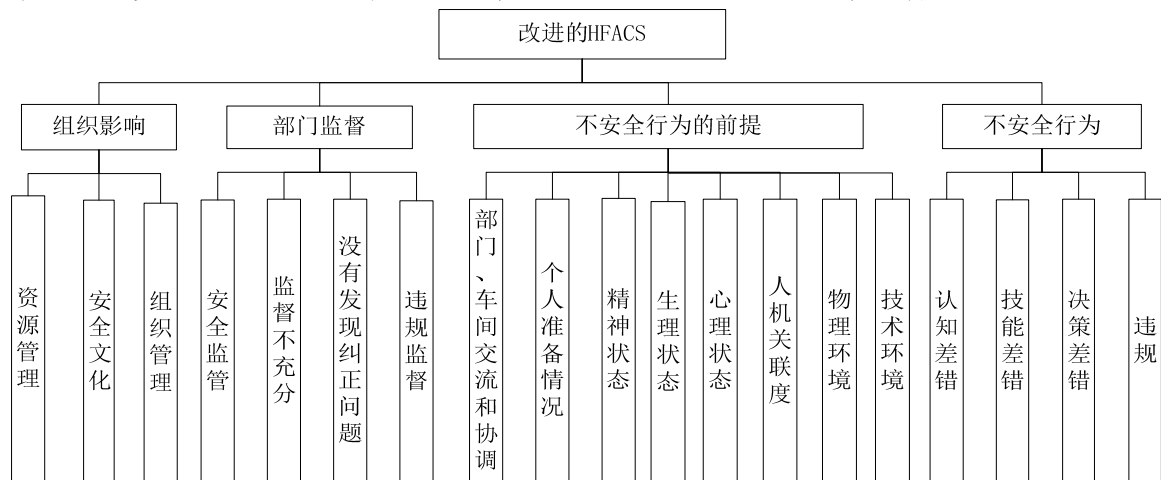 改进的HFACS
组织影响
部门监督
不安全行为的前提
不安全行为
资源管理
安全文化
组织管理
安全监管
监督不充分
没有发现纠正问题
违规监督
部门、车间交流和协调
个人准备情况
精神状态
生理状态
心理状态
人机关联度
物理环境
技术环境
认知差错
技能差错
决策差错
违规